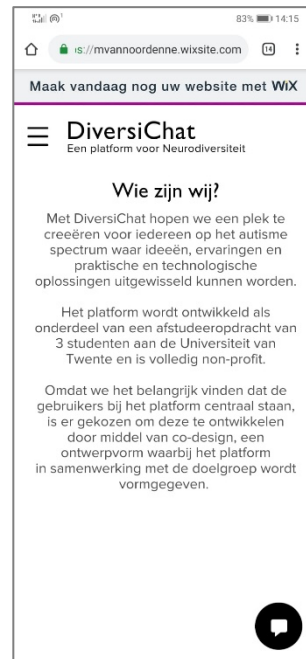 83% 14:15
s://mvannoordenne.wixsite.com 14
Maak vandaag nog uw website met WiX
DiversiChat
Een platform voor Neurodiversiteit
Wie zijn wij?
Met DiversiChat hopen we een plek te
creeëren voor iedereen op het autisme
spectrum waar ideeën, ervaringen en
praktische en technologische
oplossingen uitgewisseld kunnen worden.
Het platform wordt ontwikkeld als
onderdeel van een afstudeeropdracht van
3 studenten aan de Universiteit van
Twente en is volledig non-profit.
Omdat we het belangrijk vinden dat de
gebruikers bij het platform centraal staan,
is er gekozen om deze te ontwikkelen
door middel van co-design, een
ontwerpvorm waarbij het platform
in samenwerking met de doelgroep wordt
vormgegeven.